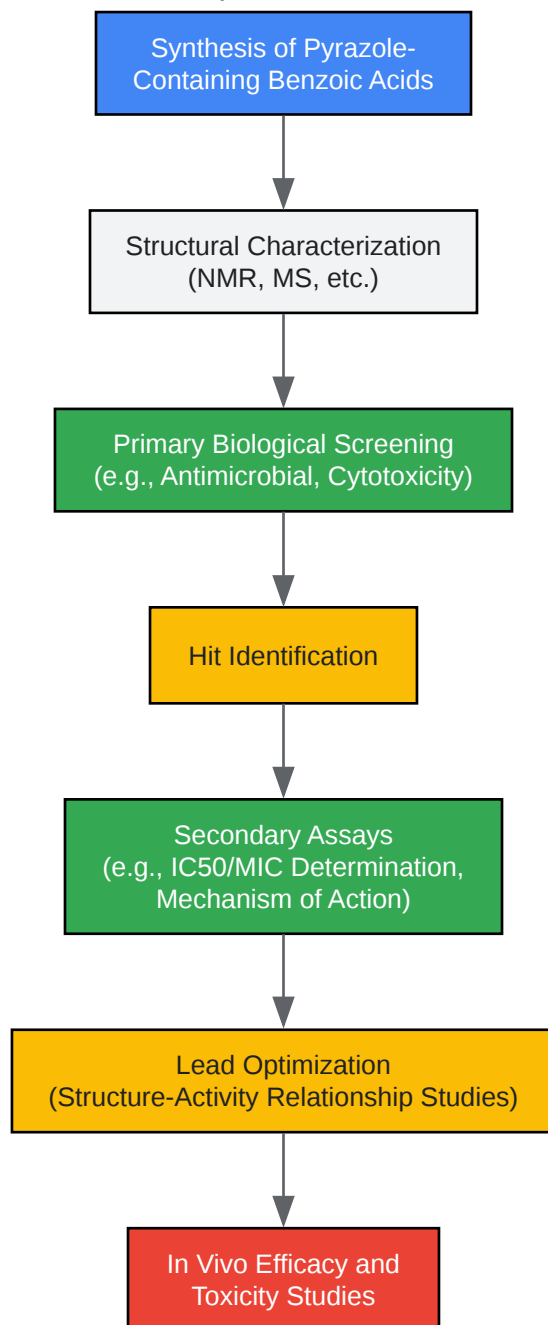 Synthesis of Pyrazole-
Containing Benzoic Acids
Structural Characterization
(NMR, MS, etc.)
Primary Biological Screening
(e.g., Antimicrobial, Cytotoxicity)
Hit Identification
Secondary Assays
(e.g., IC50/MIC Determination,
Mechanism of Action)
Lead Optimization
(Structure-Activity Relationship Studies)
In Vivo Efficacy and
Toxicity Studies